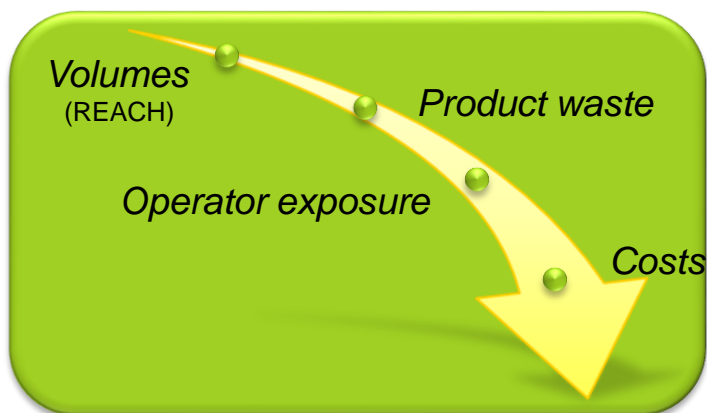 Volumes
(REACH)
Product waste
Operator exposure
Costs